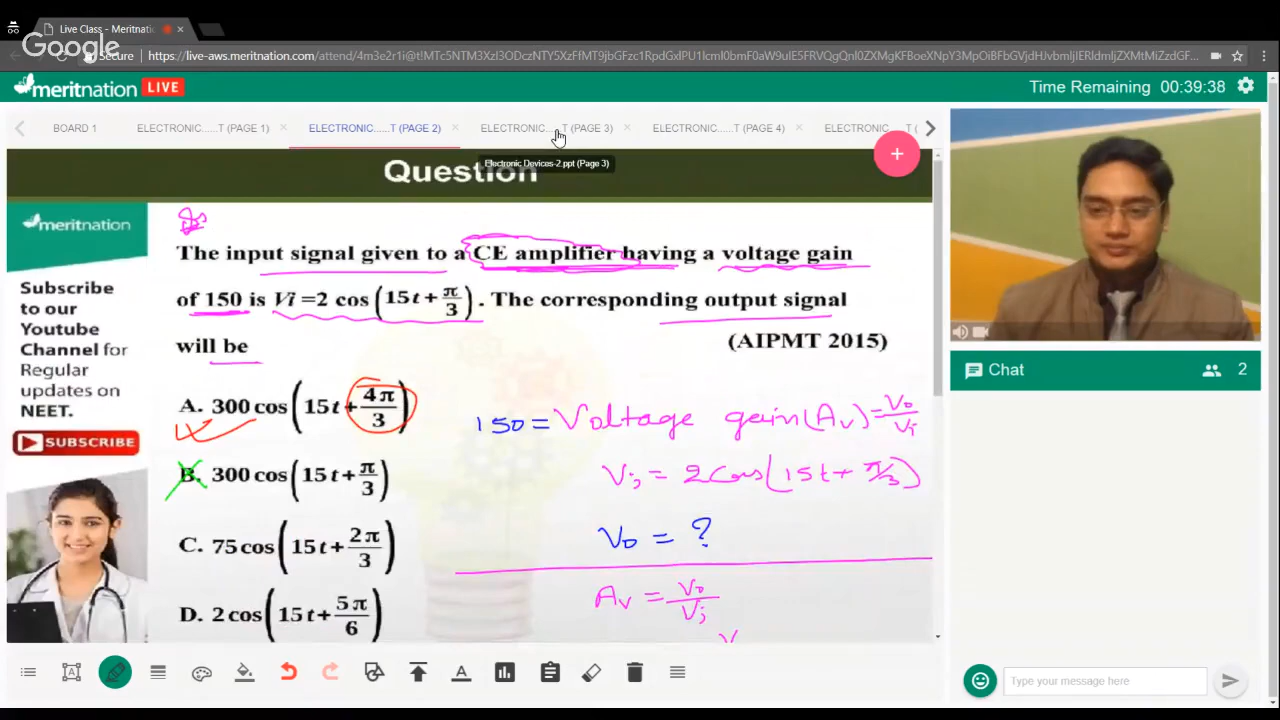 Live Class - Meritnati
Google
Secure
https://live-aws.meritnation.com/attend/
meritnation LIVE
Time Remaining 00:39:38
BOARD 1
ELECTRONIC......T (PAGE 1)
ELECTRONIC......T (PAGE 2)
ELECTRONIC......T (PAGE 3)
ELECTRONIC......T (PAGE 4)
ELECTRONIC......T (
Electronic Devices-2.ppt (Page 3)
Question
meritnation
Subscribe
to our
Youtube
Channel for
Regular
updates on
NEET.
SUBSCRIBE
The input signal given to a CE amplifier having a voltage gain
of 150 is Vi =2 cos (15t + π/3) . The corresponding output signal
will be
(AIPMT 2015)
A. 300 cos (15t + 4π/3)
B. 300 cos (15t + π/3)
C. 75 cos (15t + 2π/3)
D. 2 cos (15t + 5π/6)
150 = Voltage gain (Av) = Vo/Vi
Vi = 2 Cos (15t + π/3)
Vo = ?
Av = Vo/Vi
V
Chat
2
Type your message here